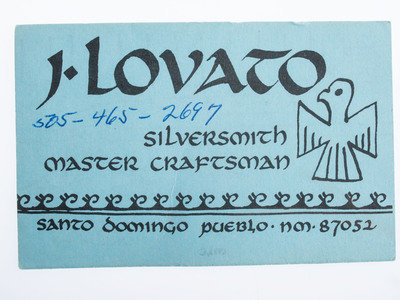 J·LOVATO
505-465-2697
SILVERSMITH
MASTER CRAFTSMAN
SANTO DOMINGO PUEBLO·NM·87052